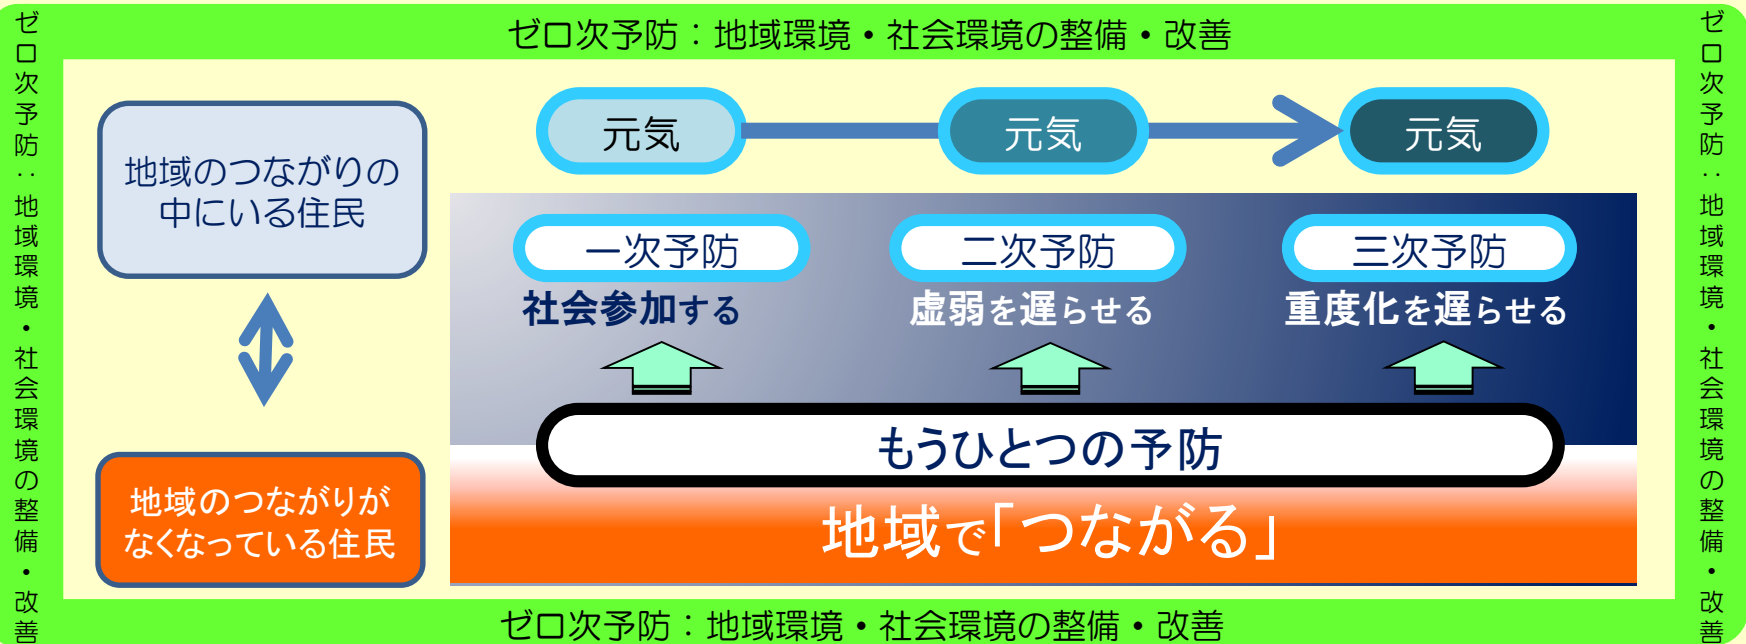 ゼロ次予防：地域環境・社会環境の整備・改善
ゼロ次予防：地域環境・社会環境の整備・改善
地域のつながりの
中にいる住民
地域のつながりが
なくなっている住民
元気
元気
元気
一次予防
二次予防
三次予防
社会参加する
虚弱を遅らせる
重度化を遅らせる
もうひとつの予防
地域で「つながる」
ゼロ次予防：地域環境・社会環境の整備・改善
ゼロ次予防：地域環境・社会環境の整備・改善